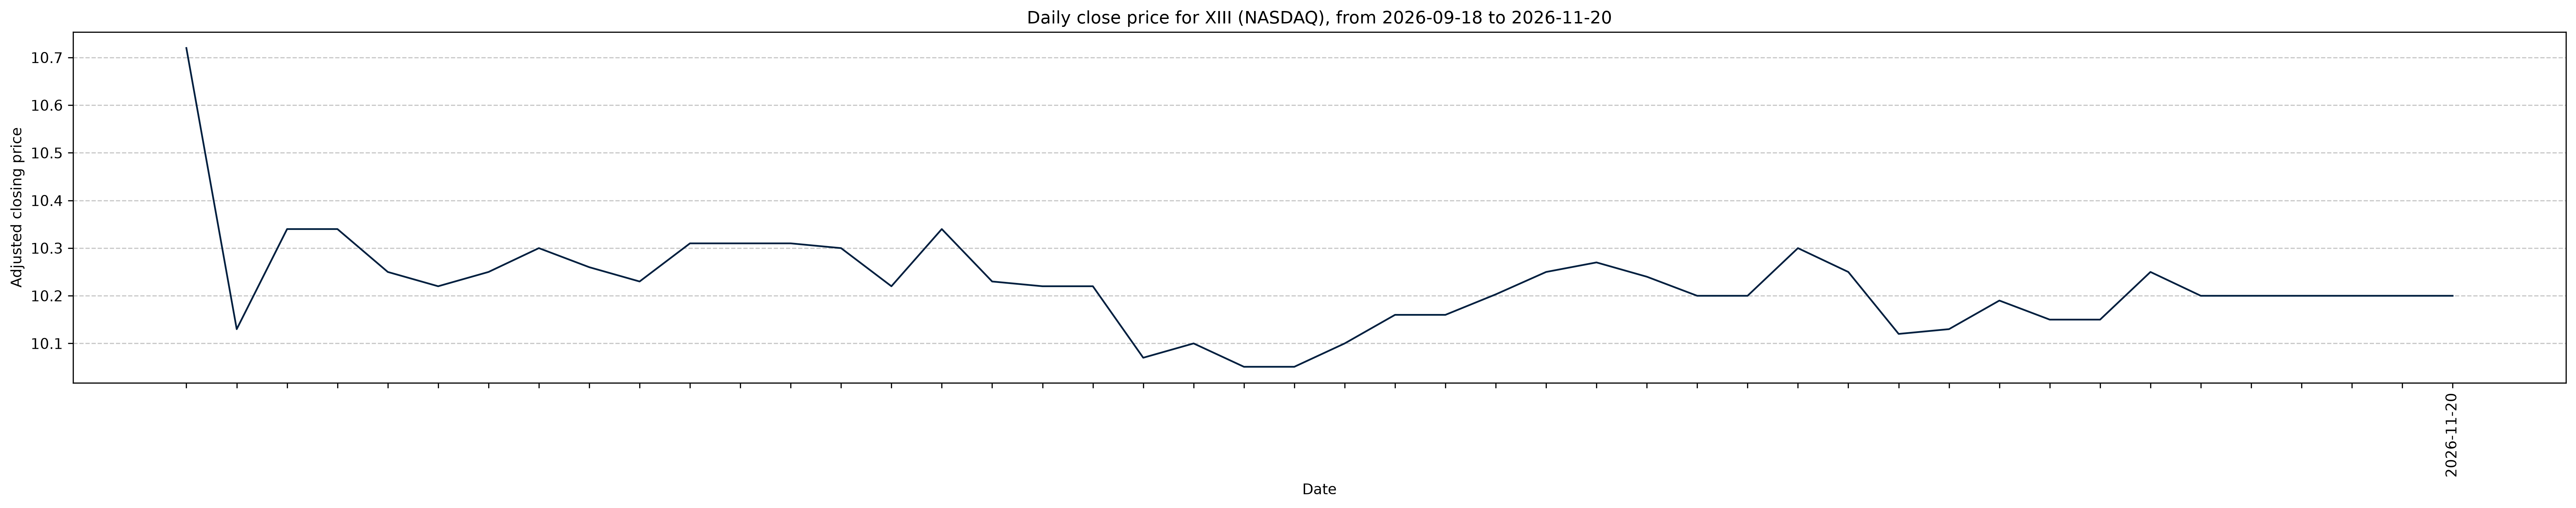 Daily close price for XIII (NASDAQ), from 2026-09-18 to 2026-11-20
Adjusted closing price
10.7
10.6
10.5
10.4
10.3
10.2
10.1
2026-11-20
Date